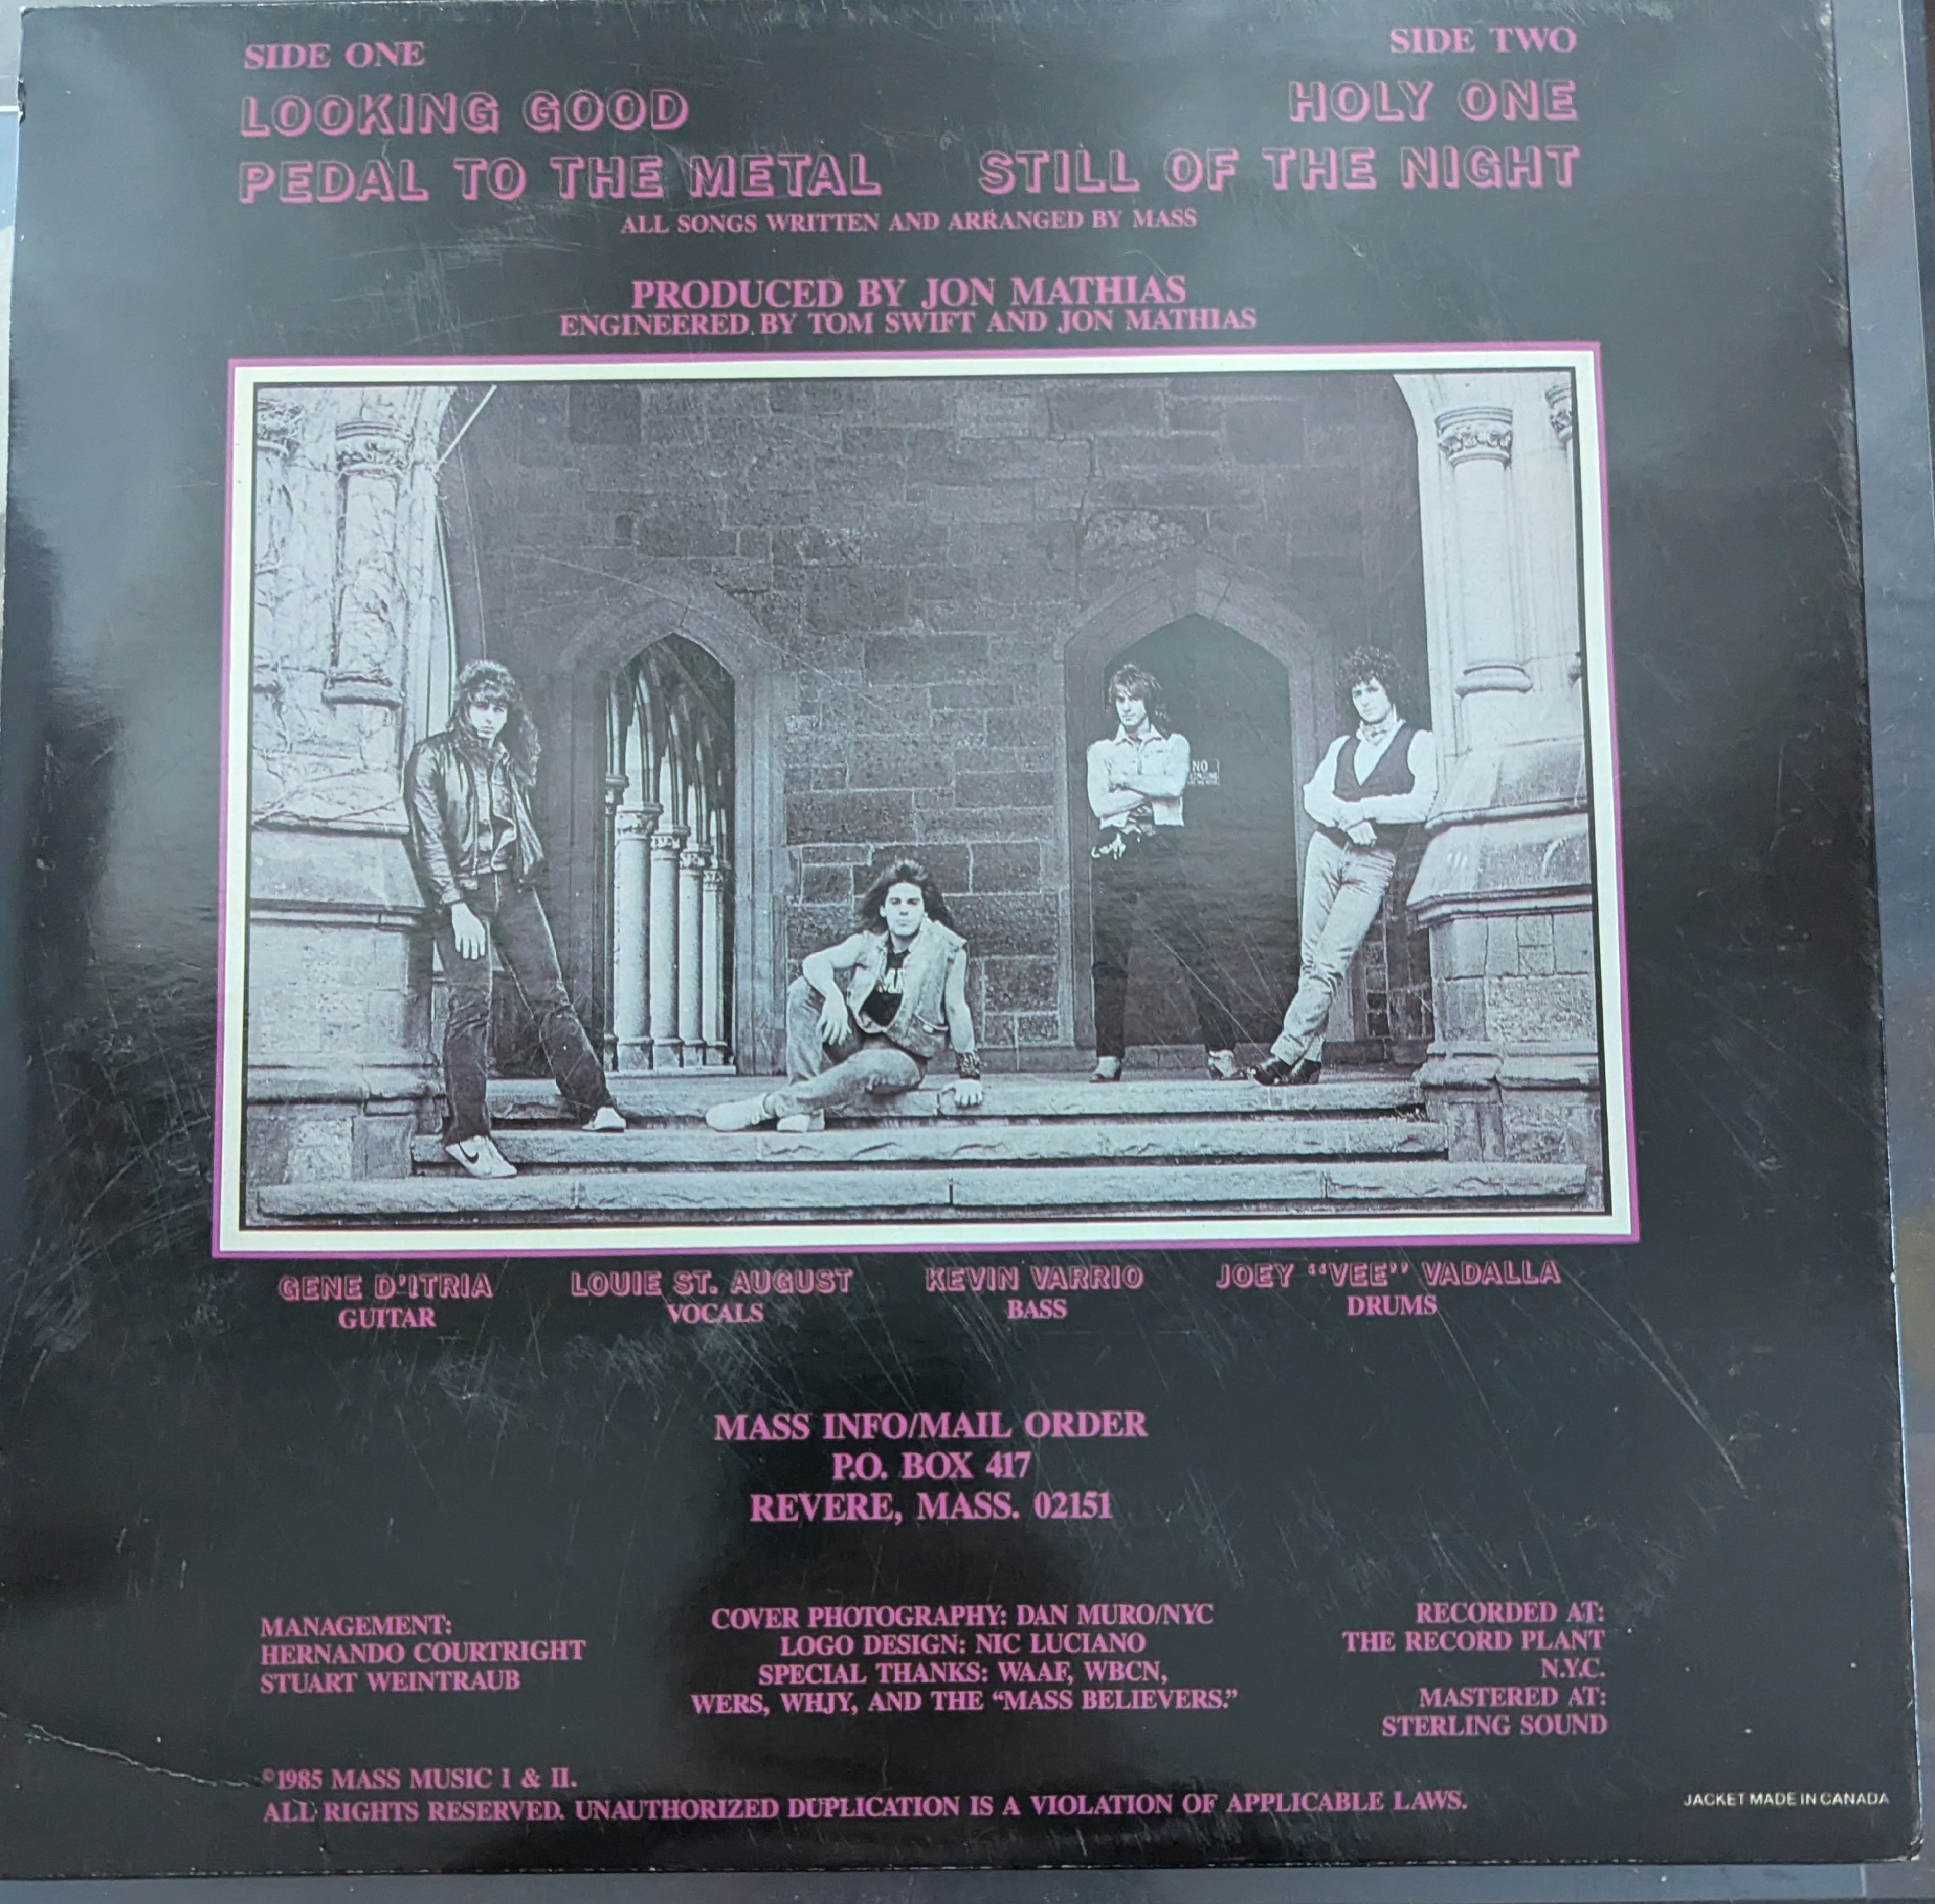 SIDE ONE
LOOKING GOOD
PEDAL TO THE METAL
SIDE TWO
HOLY ONE
STILL OF THE NIGHT
ALL SONGS WRITTEN AND ARRANGED BY MASS
PRODUCED BY JON MATHIAS
ENGINEERED BY TOM SWIFT AND JON MATHIAS
NO
GENE D'ITRIA
GUITAR
LOUIE ST. AUGUST
VOCALS
KEVIN VARRIO
BASS
JOEY “VEE” VADALLA
DRUMS
MASS INFO/MAIL ORDER
P.O. BOX 417
REVERE, MASS. 02151
MANAGEMENT:
HERNANDO COURTRIGHT
STUART WEINTRAUB
COVER PHOTOGRAPHY: DAN MURO/NYC
LOGO DESIGN: NIC LUCIANO
SPECIAL THANKS: WAAF, WBCN,
WERS, WHJY, AND THE “MASS BELIEVERS.”
RECORDED AT:
THE RECORD PLANT
N.Y.C.
MASTERED AT:
STERLING SOUND
©1985 MASS MUSIC I & II.
ALL RIGHTS RESERVED. UNAUTHORIZED DUPLICATION IS A VIOLATION OF APPLICABLE LAWS.
JACKET MADE IN CANADA